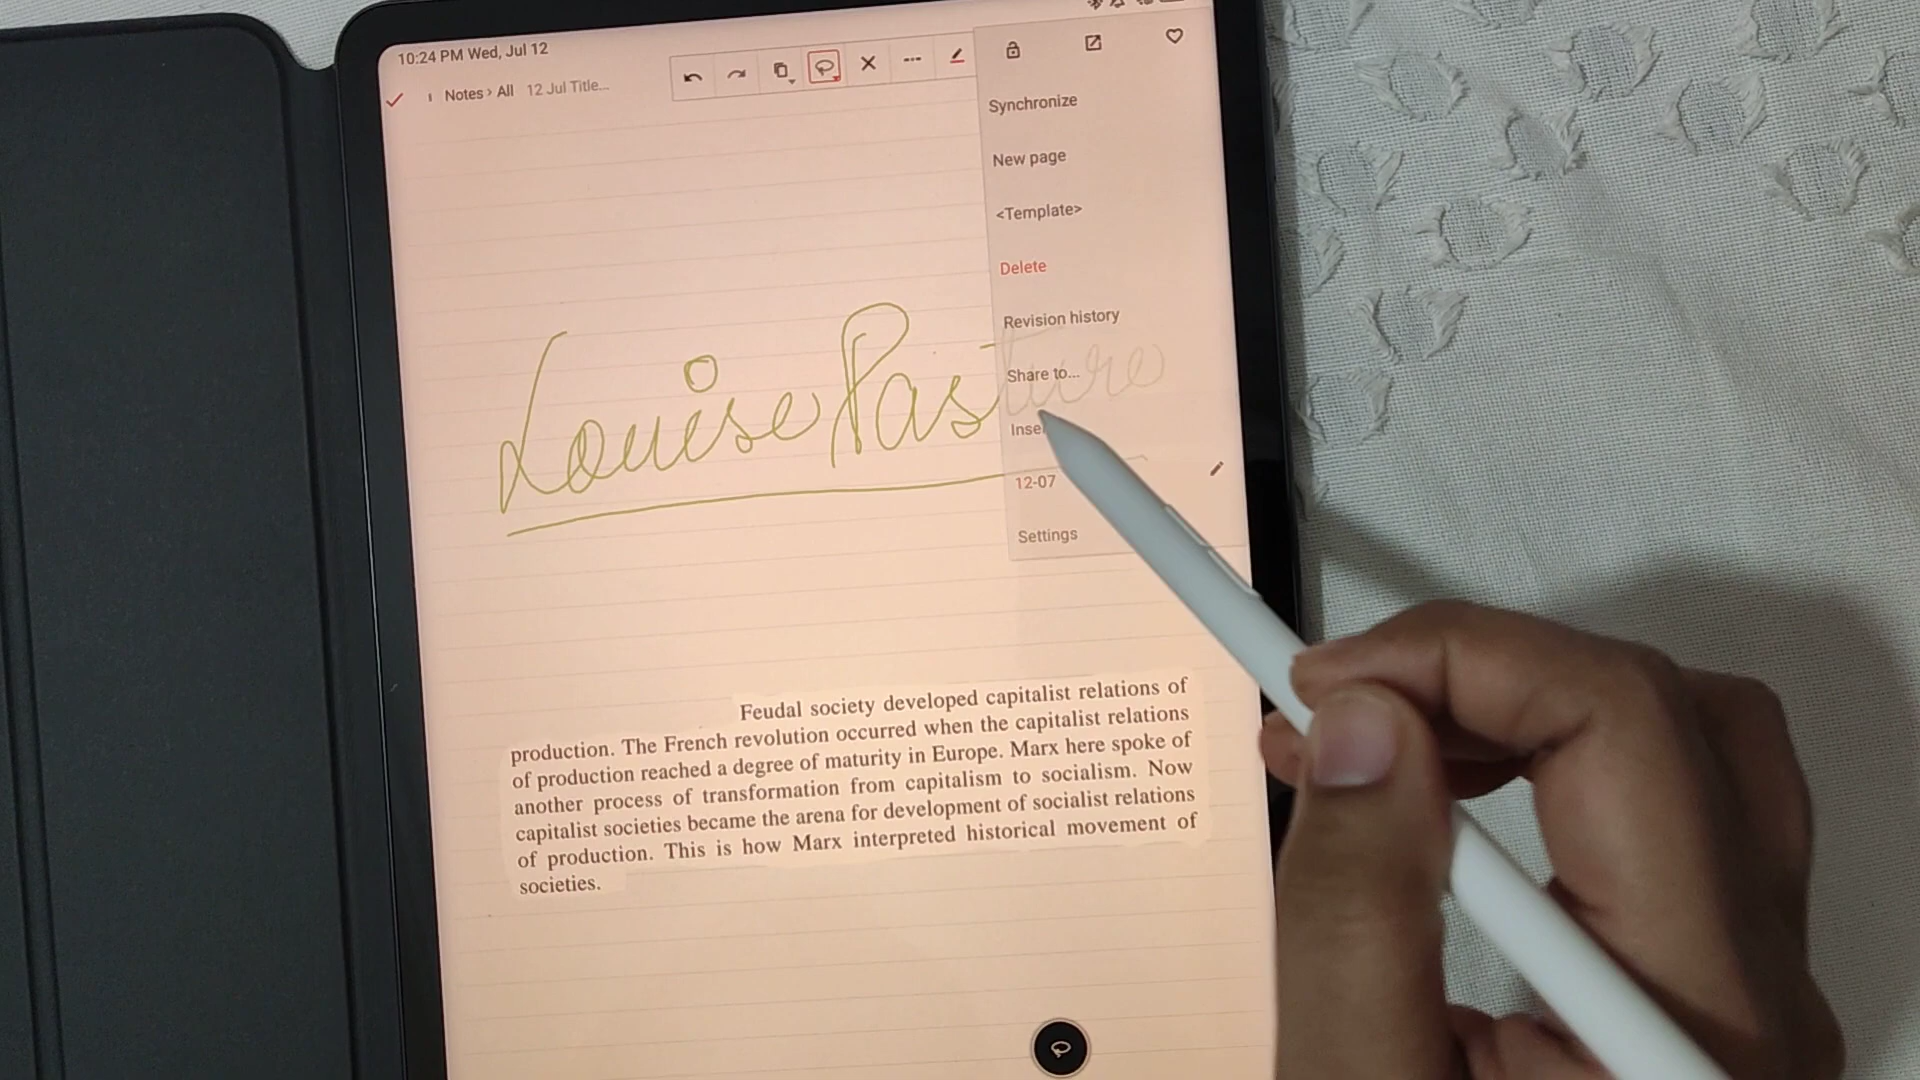 10:24 PM Wed, Jul 12
Notes > All 12 Jul Title...
Synchronize
New page
<Template>
Delete
Revision history
Share to...
12-07
Settings
Louise Pasture
Feudal society developed capitalist relations of
production. The French revolution occurred when the capitalist relations
of production reached a degree of maturity in Europe. Marx here spoke of
another process of transformation from capitalism to socialism. Now
capitalist societies became the arena for development of socialist relations
of production. This is how Marx interpreted historical movement of
societies.